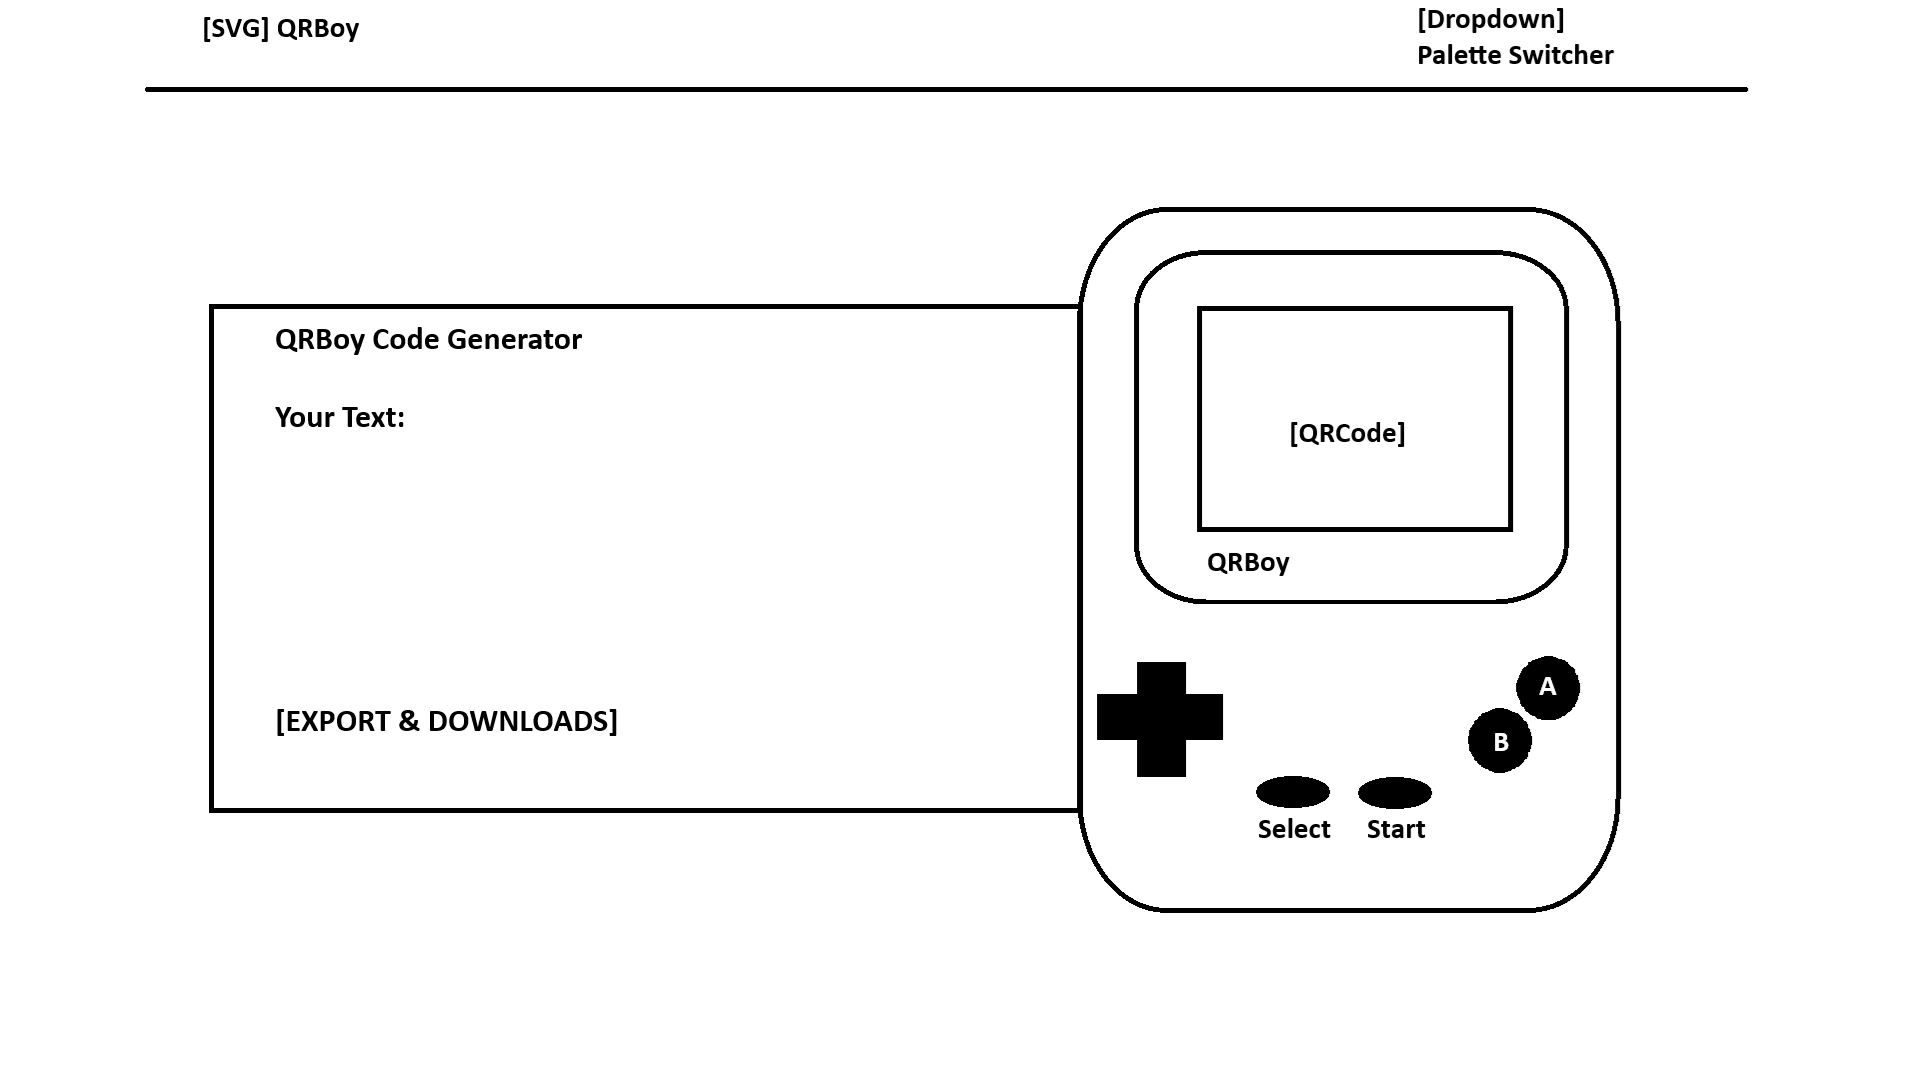 [SVG] QRBoy
[Dropdown]
Palette Switcher
QRBoy Code Generator
Your Text:
[EXPORT & DOWNLOADS]
[QRCode]
QRBoy
A
B
Select
Start